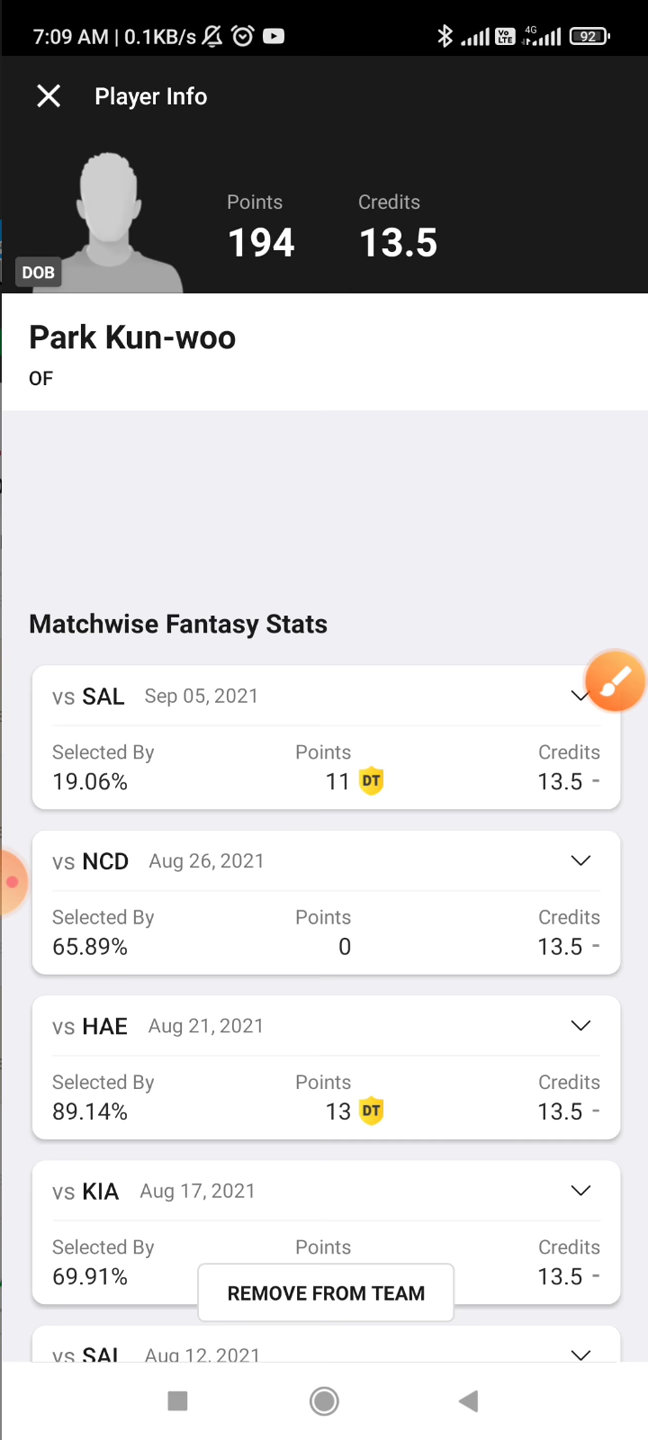 7:09 AM | 0.1KB/s Vo LTE 4G 92
Player Info
Points Credits
194 13.5
DOB
Park Kun-woo
OF
Matchwise Fantasy Stats
vs SAL Sep 05, 2021
Selected By Points Credits
19.06% 11 DT 13.5 -
vs NCD Aug 26, 2021
Selected By Points Credits
65.89% 0 13.5 -
vs HAE Aug 21, 2021
Selected By Points Credits
89.14% 13 DT 13.5 -
vs KIA Aug 17, 2021
Selected By Points Credits
69.91% 13.5 -
REMOVE FROM TEAM
vs SAL Aug 12, 2021